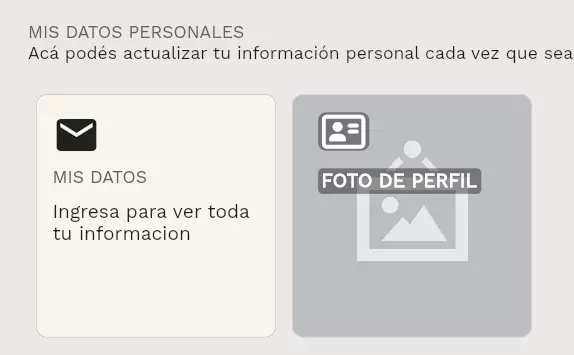 MIS DATOS PERSONALES
Acá podés actualizar tu información personal cada vez que sea
MIS DATOS
Ingresa para ver toda
tu informacion
FOTO DE PERFIL